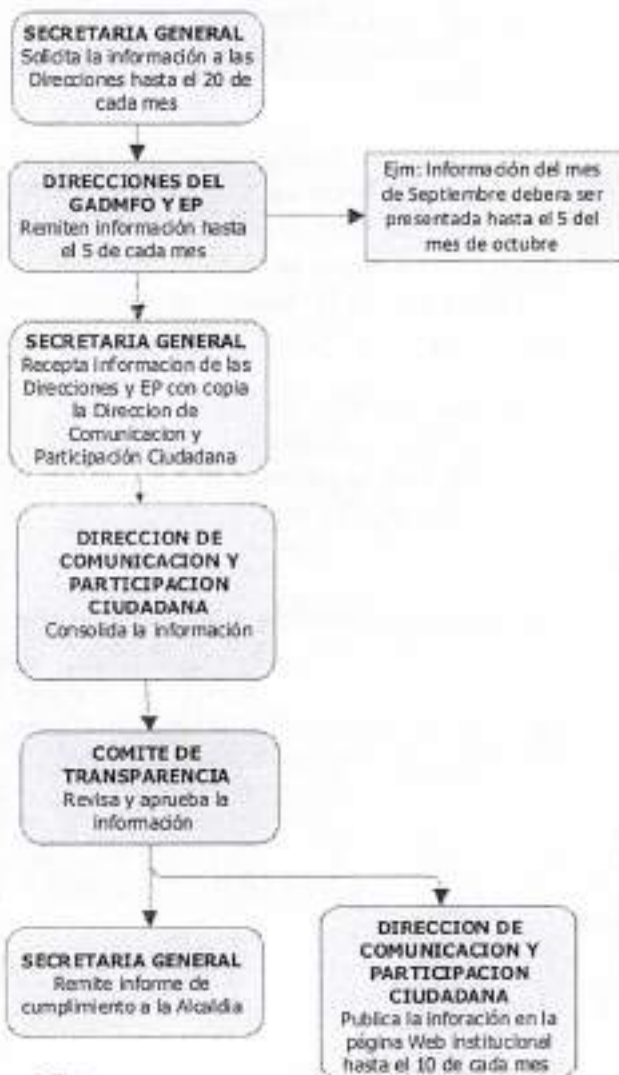 SECRETARIA GENERAL
Solicita la información a las
Direcciones hasta el 20 de
cada mes
DIRECCIONES DEL
GADMFO Y EP
Remiten información hasta
el 5 de cada mes
Ejm: Información del mes
de Septiembre debera ser
presentada hasta el 5 del
mes de octubre
SECRETARIA GENERAL
Recepta Informacion de las
Direcciones y EP con copia
la Direccion de
Comunicacion y
Participación Ciudadana
DIRECCION DE
COMUNICACION Y
PARTICIPACION
CIUDADANA
Consolida la información
COMITE DE
TRANSPARENCIA
Revisa y aprueba la
información
SECRETARIA GENERAL
Remite informe de
cumplimiento a la Alcaldia
DIRECCION DE
COMUNICACION Y
PARTICIPACION
CIUDADANA
Publica la inforación en la
página Web institucional
hasta el 10 de cada mes